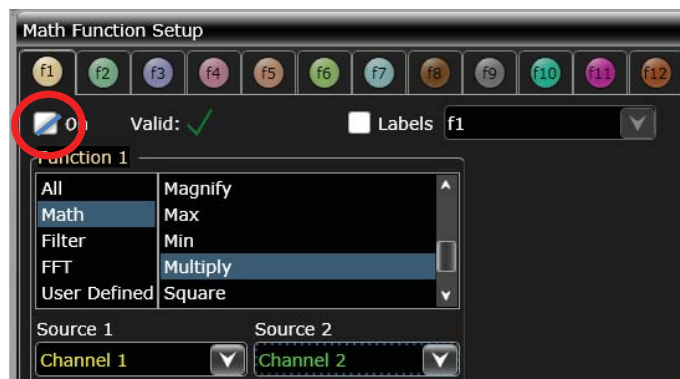 Math Function Setup
f1 f2 f3 f4 f5 f6 f7 f8 f9 f10 f11 f12
On Valid: Labels f1
Function 1
All Magnify
Math Max
Filter Min
FFT Multiply
User Defined Square
Source 1 Source 2
Channel 1 Channel 2